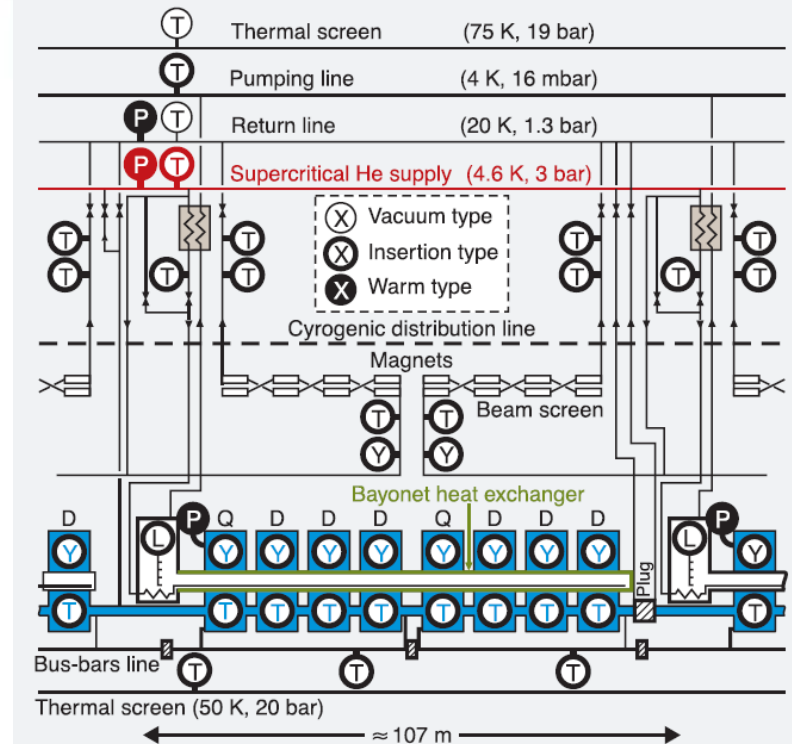 T
Thermal screen (75 K, 19 bar)
T
Pumping line (4 K, 16 mbar)
P T
Return line (20 K, 1.3 bar)
P T
Supercritical He supply (4.6 K, 3 bar)
X Vacuum type
X Insertion type
X Warm type
T T T T
T T T T T T
Cyrogenic distribution line
Magnets
T T
Beam screen
Y Y
Bayonet heat exchanger
D P Q D D D Q D D D P
Y L Y Y Y Y Y Y Y Y L Y
Plug
T T T T T T T T T T
Bus-bars line
T T T
Thermal screen (50 K, 20 bar)
≈ 107 m